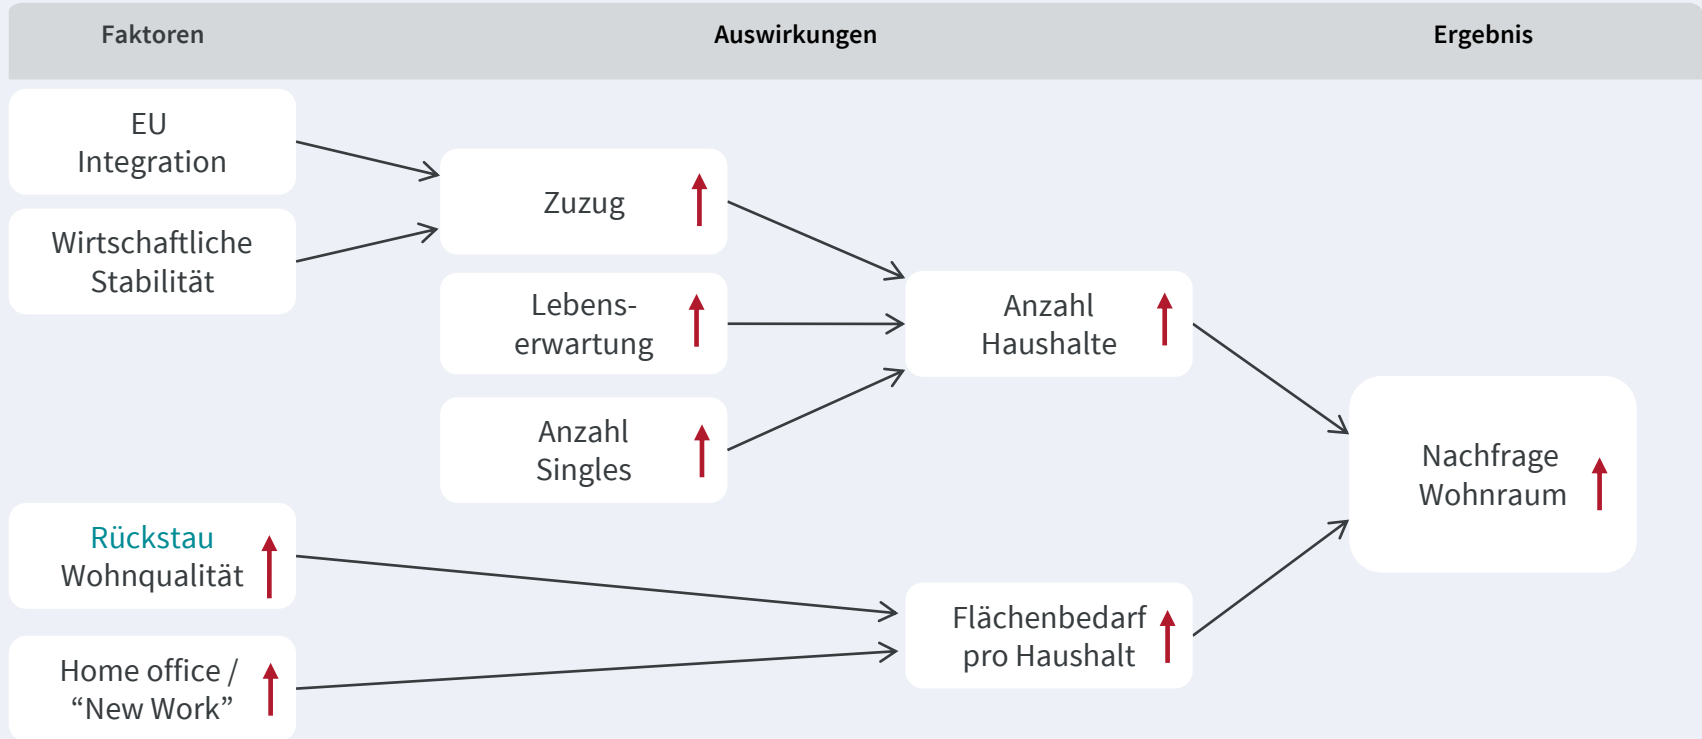 Faktoren
Auswirkungen
Ergebnis
EU
Integration
Wirtschaftliche
Stabilität
Zuzug
Lebens-
erwartung
Anzahl
Singles
Anzahl
Haushalte
Nachfrage
Wohnraum
Rückstau
Wohnqualität
Home office /
“New Work”
Flächenbedarf
pro Haushalt